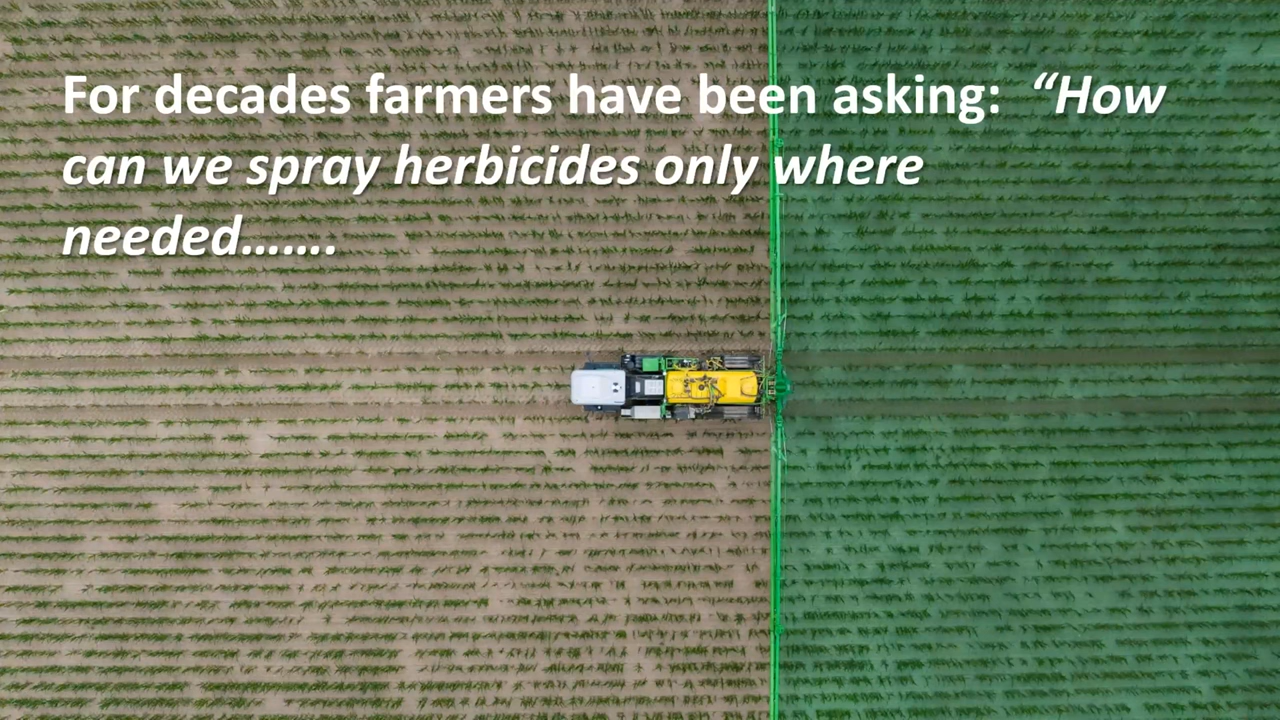 For decades farmers have been asking:  “How
can we spray herbicides only where
needed…….